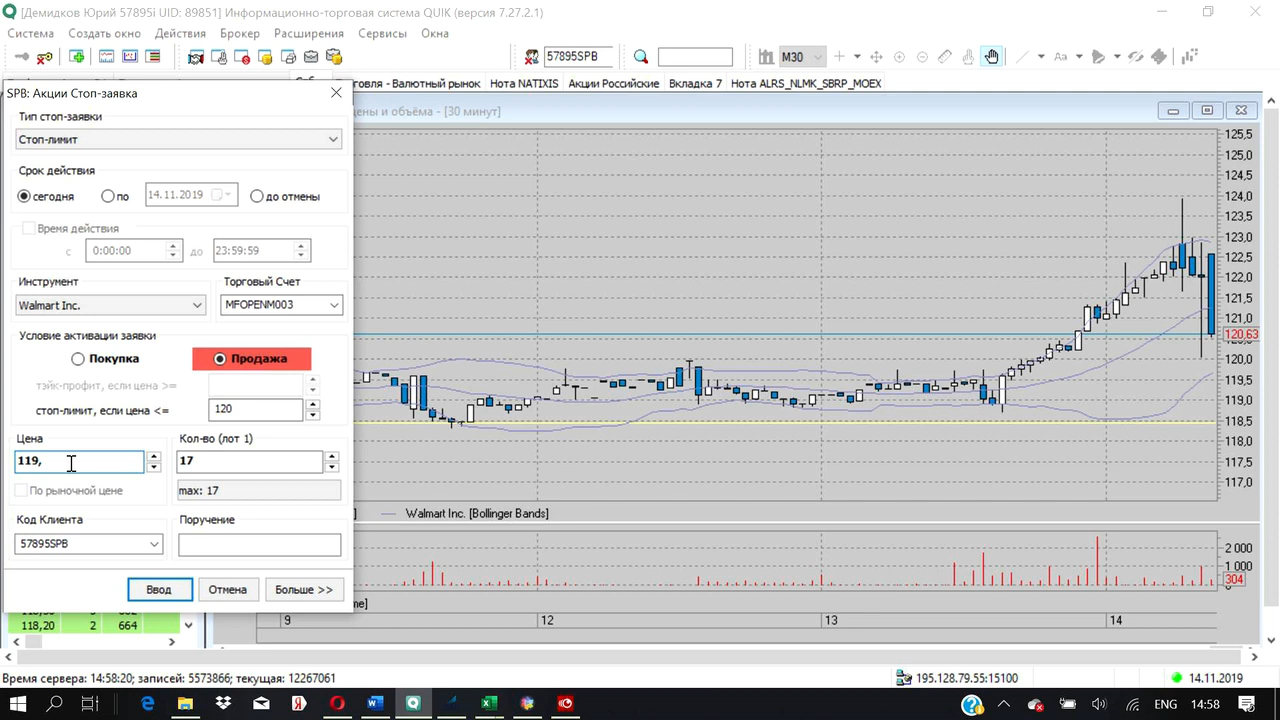 [Демидков Юрий 57895i UID: 89851] Информационно-торговая система QUIK (версия 7.27.2.1)
Система Создать окно Действия Брокер Расширения Сервисы Окна
57895SPB M30
говля - Валютный рынок Нота NATIXIS Акции Российские Вкладка 7 Нота ALRS_NLMK_SBRP_MOEX
SPB: Акции Стоп-заявка
ены и объёма - [30 минут]
Тип стоп-заявки
Стоп-лимит
Срок действия
сегодня по 14.11.2019 до отмены
Время действия
с 0:00:00 до 23:59:59
Инструмент Торговый Счет
Walmart Inc. MFOPENM003
Условие активации заявки
Покупка Продажа
тэйк-профит, если цена >=
стоп-лимит, если цена <= 120
Цена Кол-во (лот 1)
119, 17
По рыночной цене max: 17
Код Клиента Поручение
57895SPB
Ввод Отмена Больше >>
125,5
125,0
124,5
124,0
123,5
123,0
122,5
122,0
121,5
121,0
120,63
120,0
119,5
119,0
118,5
118,0
117,5
117,0
] Walmart Inc. [Bollinger Bands]
2 000
1 000
304
me]
9 12 13 14
118,20 2 664
Время сервера: 14:58:20; записей: 5573866; текущая: 12267061 195.128.79.55:15100 14.11.2019
ENG 14:58